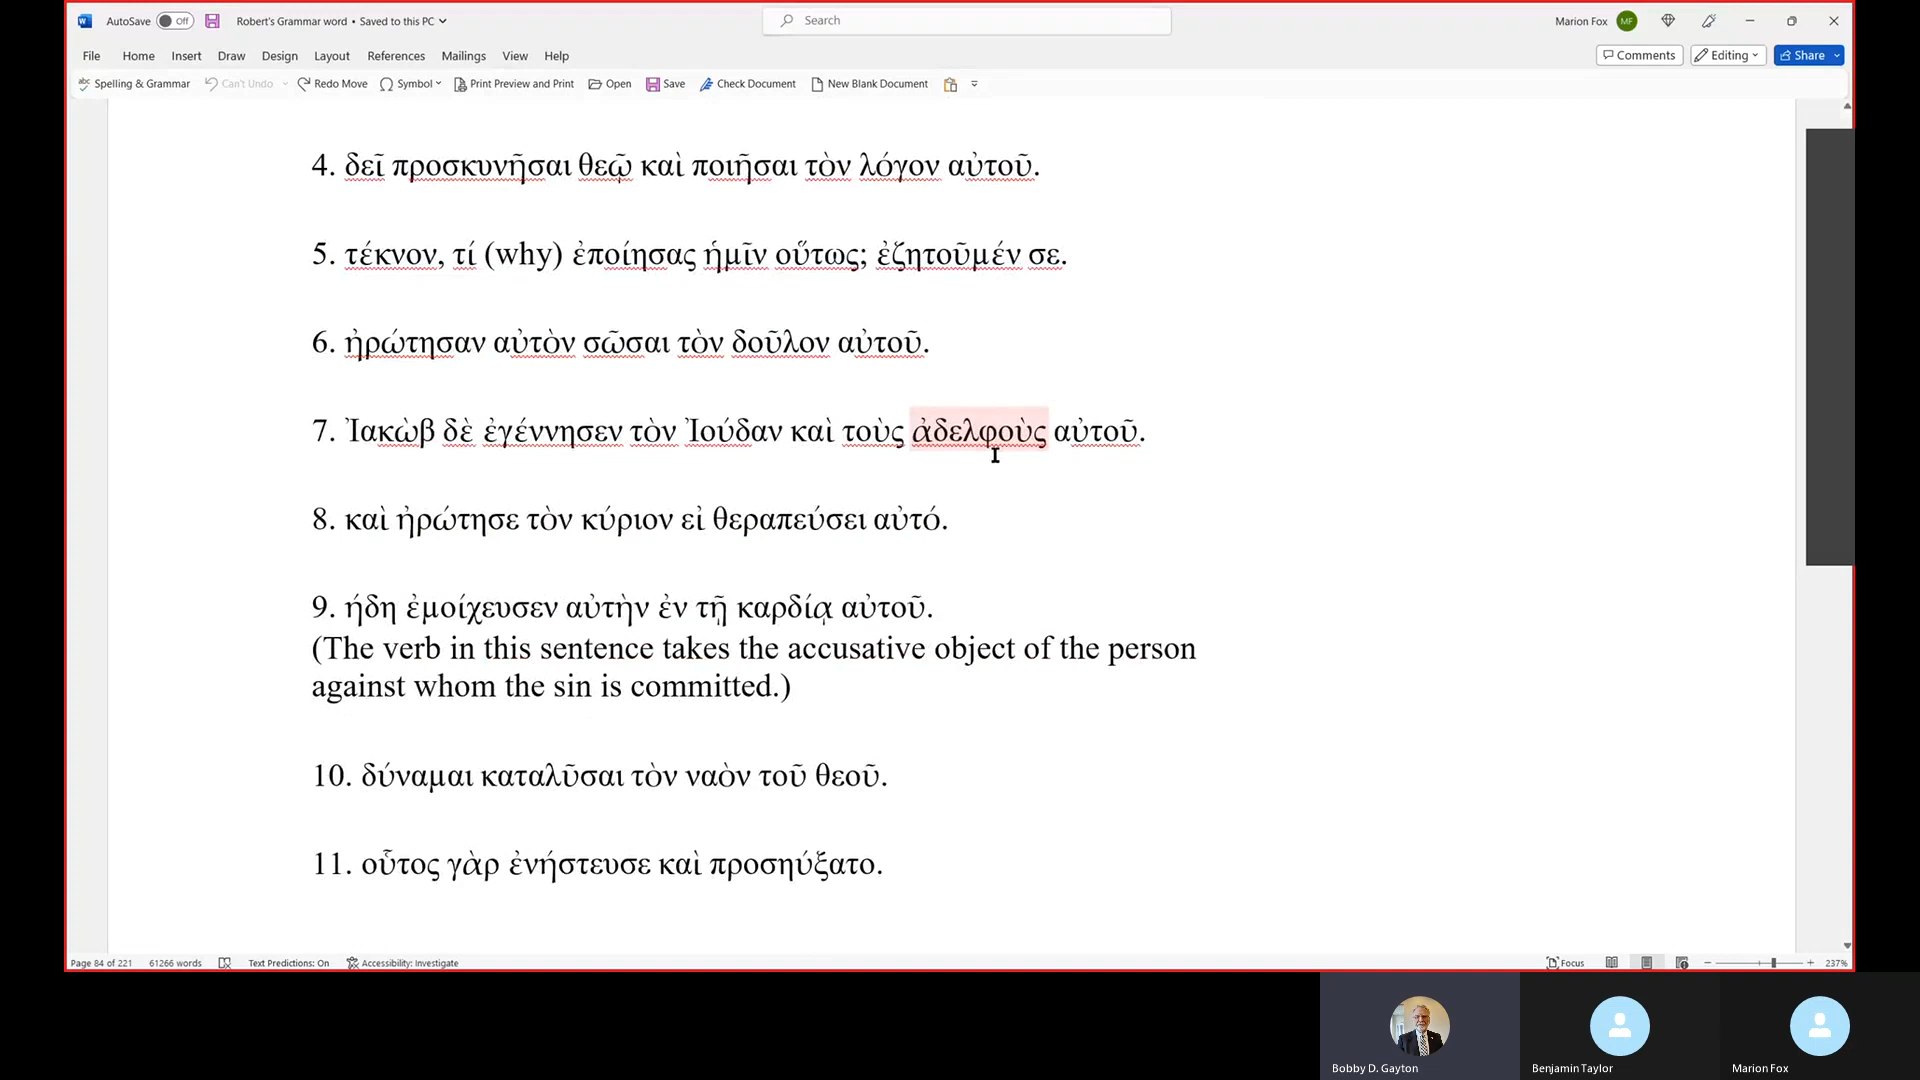 AutoSave Off Robert's Grammar word • Saved to this PC Search Marion Fox MF
File Home Insert Draw Design Layout References Mailings View Help Comments Editing Share
Spelling & Grammar Can't Undo Redo Move Symbol Print Preview and Print Open Save Check Document New Blank Document
4. δεῖ προσκυνῆσαι θεῷ καὶ ποιῆσαι τὸν λόγον αὐτοῦ.
5. τέκνον, τί (why) ἐποίησας ἡμῖν οὕτως; ἐζητοῦμέν σε.
6. ἠρώτησαν αὐτὸν σῶσαι τὸν δοῦλον αὐτοῦ.
7. Ἰακὼβ δὲ ἐγέννησεν τὸν Ἰούδαν καὶ τοὺς ἀδελφοὺς αὐτοῦ.
8. καὶ ἠρώτησε τὸν κύριον εἰ θεραπεύσει αὐτό.
9. ήδη ἐμοίχευσεν αὐτὴν ἐν τῇ καρδίᾳ αὐτοῦ.
(The verb in this sentence takes the accusative object of the person
against whom the sin is committed.)
10. δύναμαι καταλῦσαι τὸν ναὸν τοῦ θεοῦ.
11. οὗτος γὰρ ἐνήστευσε καὶ προσηύξατο.
Page 84 of 221 61266 words Text Predictions: On Accessibility: Investigate Focus 237%
Bobby D. Gayton Benjamin Taylor Marion Fox